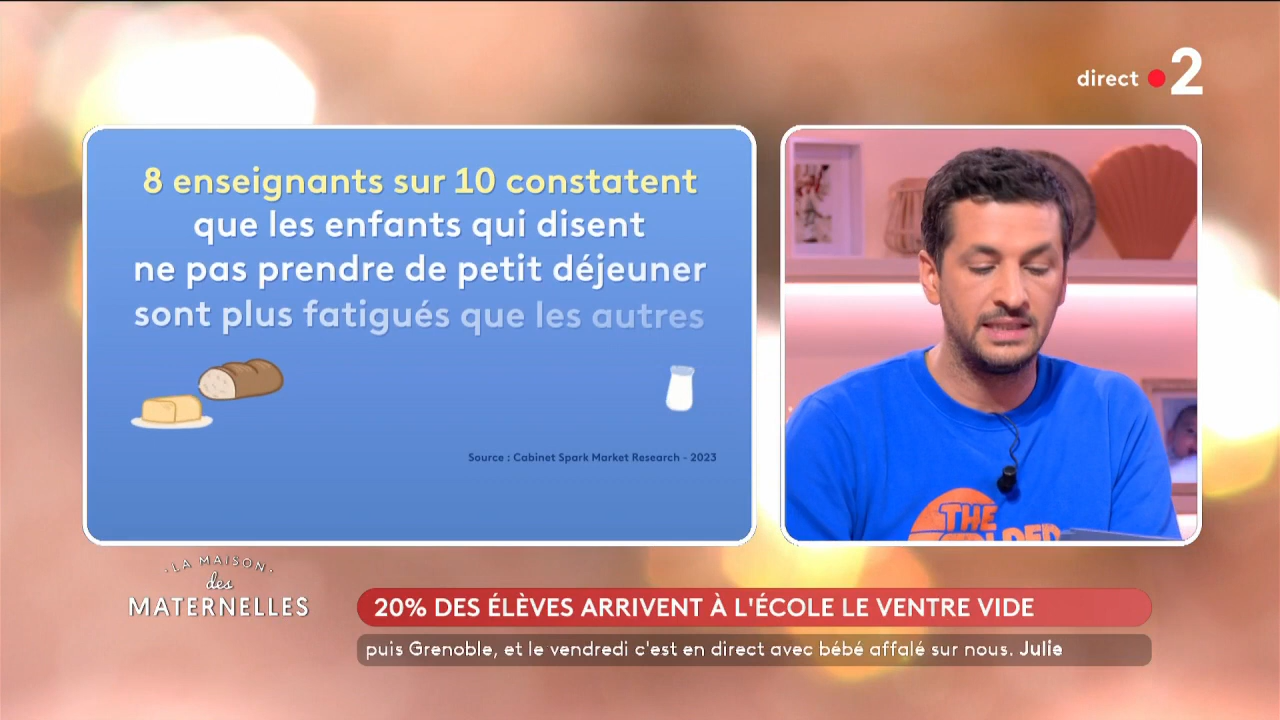 direct 2
8 enseignants sur 10 constatent
que les enfants qui disent
ne pas prendre de petit déjeuner
sont plus fatigués que les autres
Source : Cabinet Spark Market Research - 2023
THE
· LA MAISON ·
des
MATERNELLES
20% DES ÉLÈVES ARRIVENT À L'ÉCOLE LE VENTRE VIDE
puis Grenoble, et le vendredi c'est en direct avec bébé affalé sur nous. Julie